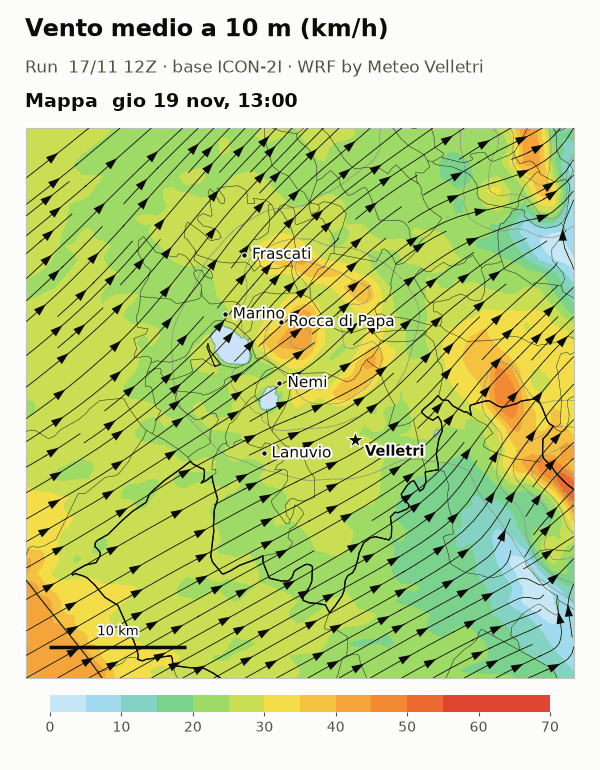 Vento medio a 10 m (km/h)
Run  17/11 12Z · base ICON-2I · WRF by Meteo Velletri
Mappa  gio 19 nov, 13:00
Frascati
Marino
Rocca di Papa
Nemi
Velletri
Lanuvio
10 km
0 10 20 30 40 50 60 70